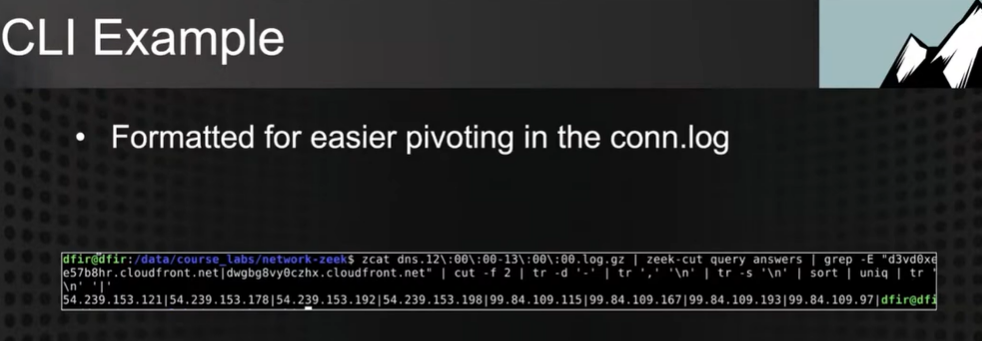 CLI Example
• Formatted for easier pivoting in the conn.log
dfir@dfir:/data/course_labs/network-zeek$ zcat dns.12\:00\:00-13\:00\:00.log.gz | zeek-cut query answers | grep -E "d3vd0xe
e57b8hr.cloudfront.net|dwgbg8vy0czhx.cloudfront.net" | cut -f 2 | tr -d '-' | tr ',' '\n' | tr -s '\n' | sort | uniq | tr '
\n' '|'
54.239.153.121|54.239.153.178|54.239.153.192|54.239.153.198|99.84.109.115|99.84.109.167|99.84.109.193|99.84.109.97|dfir@dfi